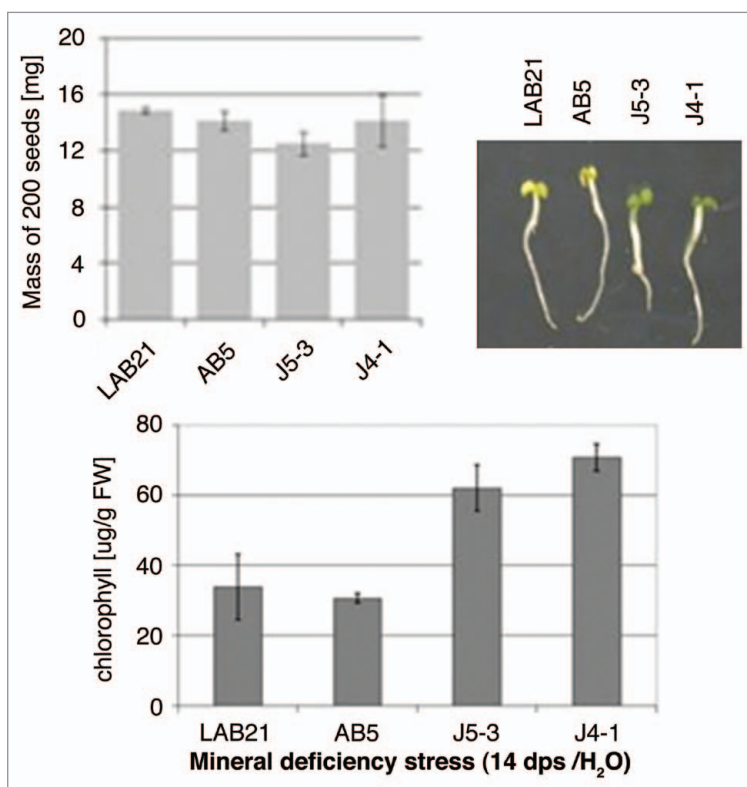 Mass of 200 seeds [mg]
20
16
12
8
4
0
LAB21
AB5
J5-3
J4-1
LAB21
AB5
J5-3
J4-1
chlorophyll [ug/g FW]
80
60
40
20
0
LAB21
AB5
J5-3
J4-1
Mineral deficiency stress (14 dps /H₂O)